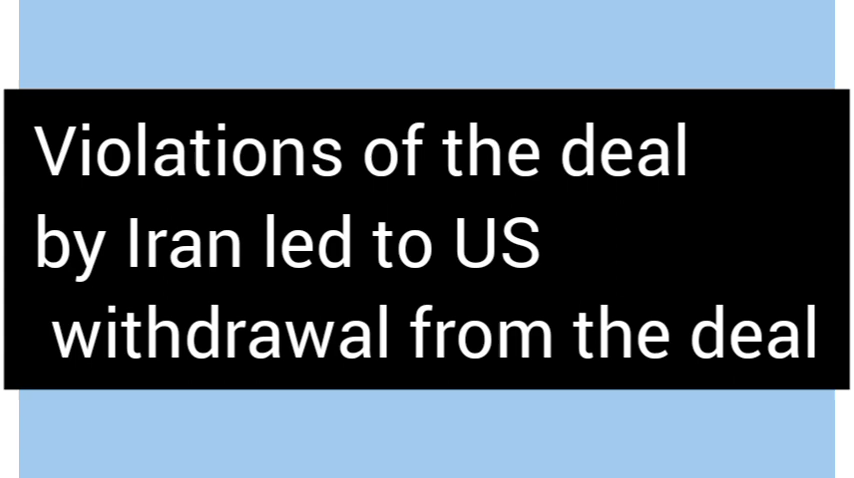 Violations of the deal
by Iran led to US
withdrawal from the deal